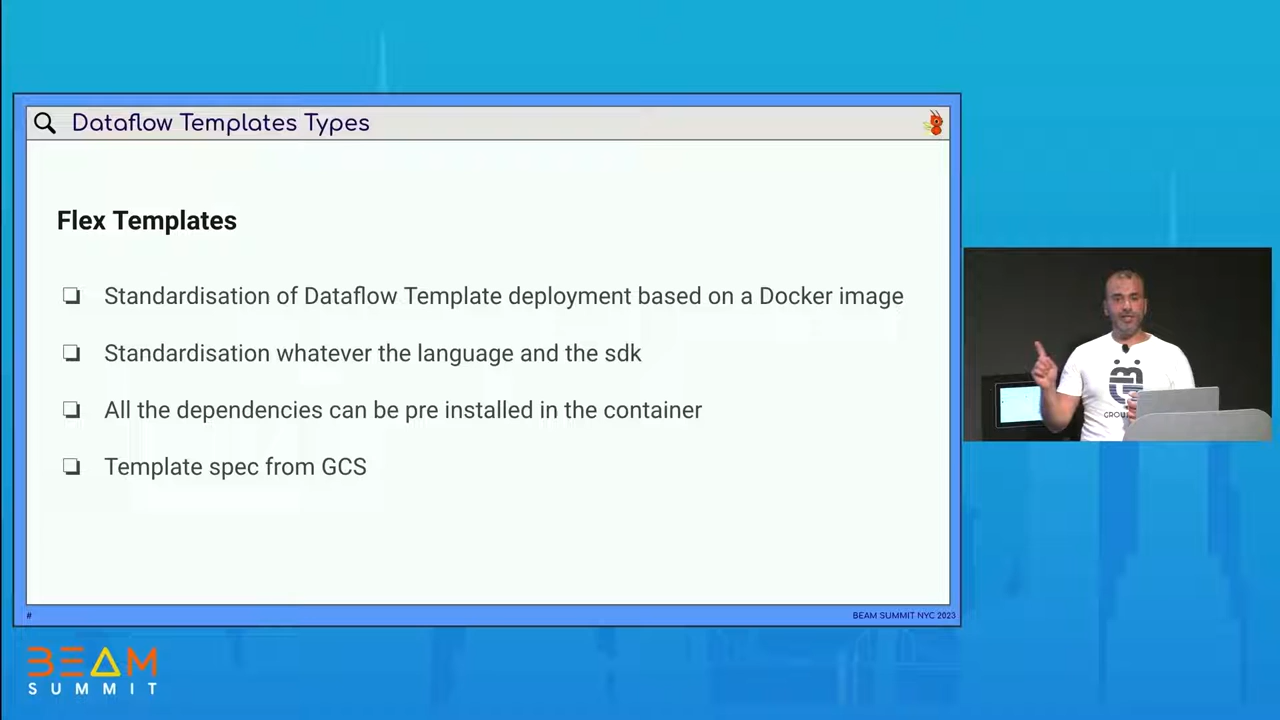 Dataflow Templates Types
Flex Templates
Standardisation of Dataflow Template deployment based on a Docker image
Standardisation whatever the language and the sdk
All the dependencies can be pre installed in the container
Template spec from GCS
#
BEAM SUMMIT NYC 2023
BEAM
SUMMIT